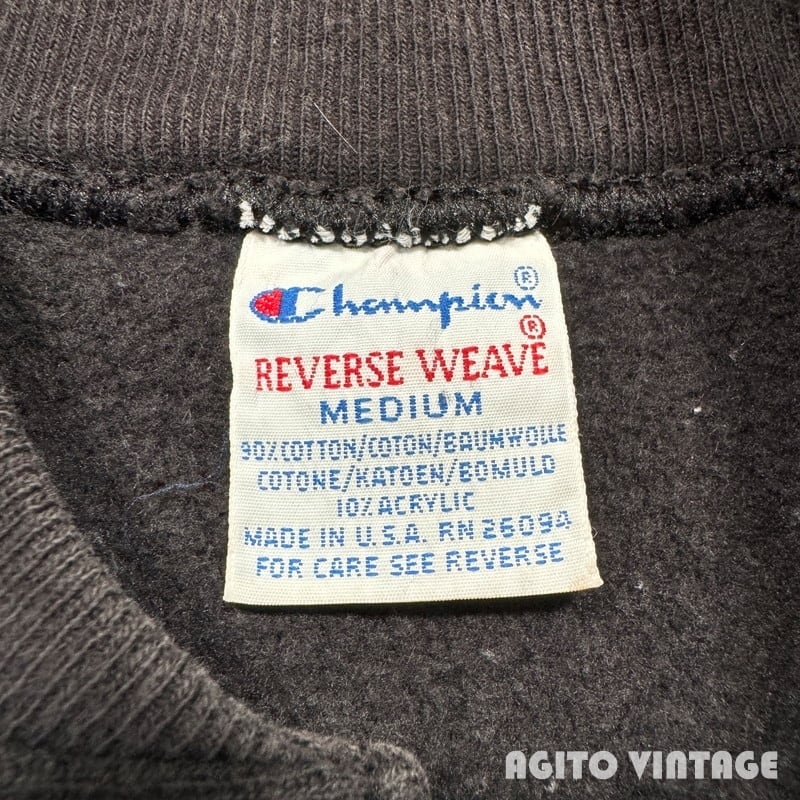 Champion®
REVERSE WEAVE®
MEDIUM
90% COTTON/COTON/BAUMWOLLE
COTONE/KATOEN/BOMULD
10% ACRYLIC
MADE IN U.S.A. RN 26094
FOR CARE SEE REVERSE
AGITO VINTAGE